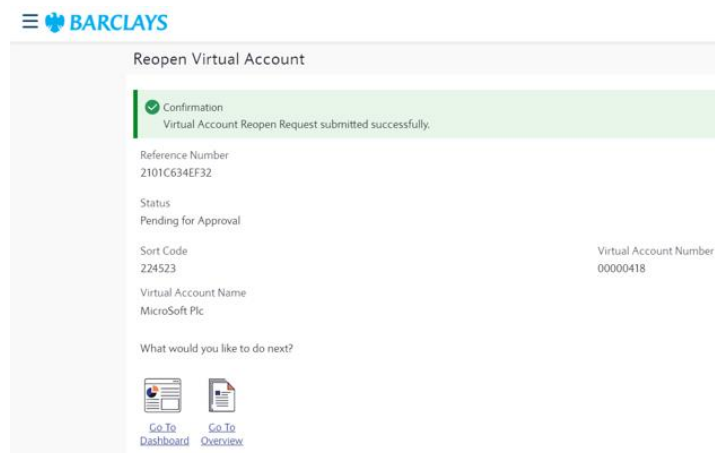 BARCLAYS
Reopen Virtual Account
Confirmation
Virtual Account Reopen Request submitted successfully.
Reference Number
2101C634EF32
Status
Pending for Approval
Sort Code
224523
Virtual Account Number
00000418
Virtual Account Name
MicroSoft Plc
What would you like to do next?
Go To
Dashboard
Go To
Overview